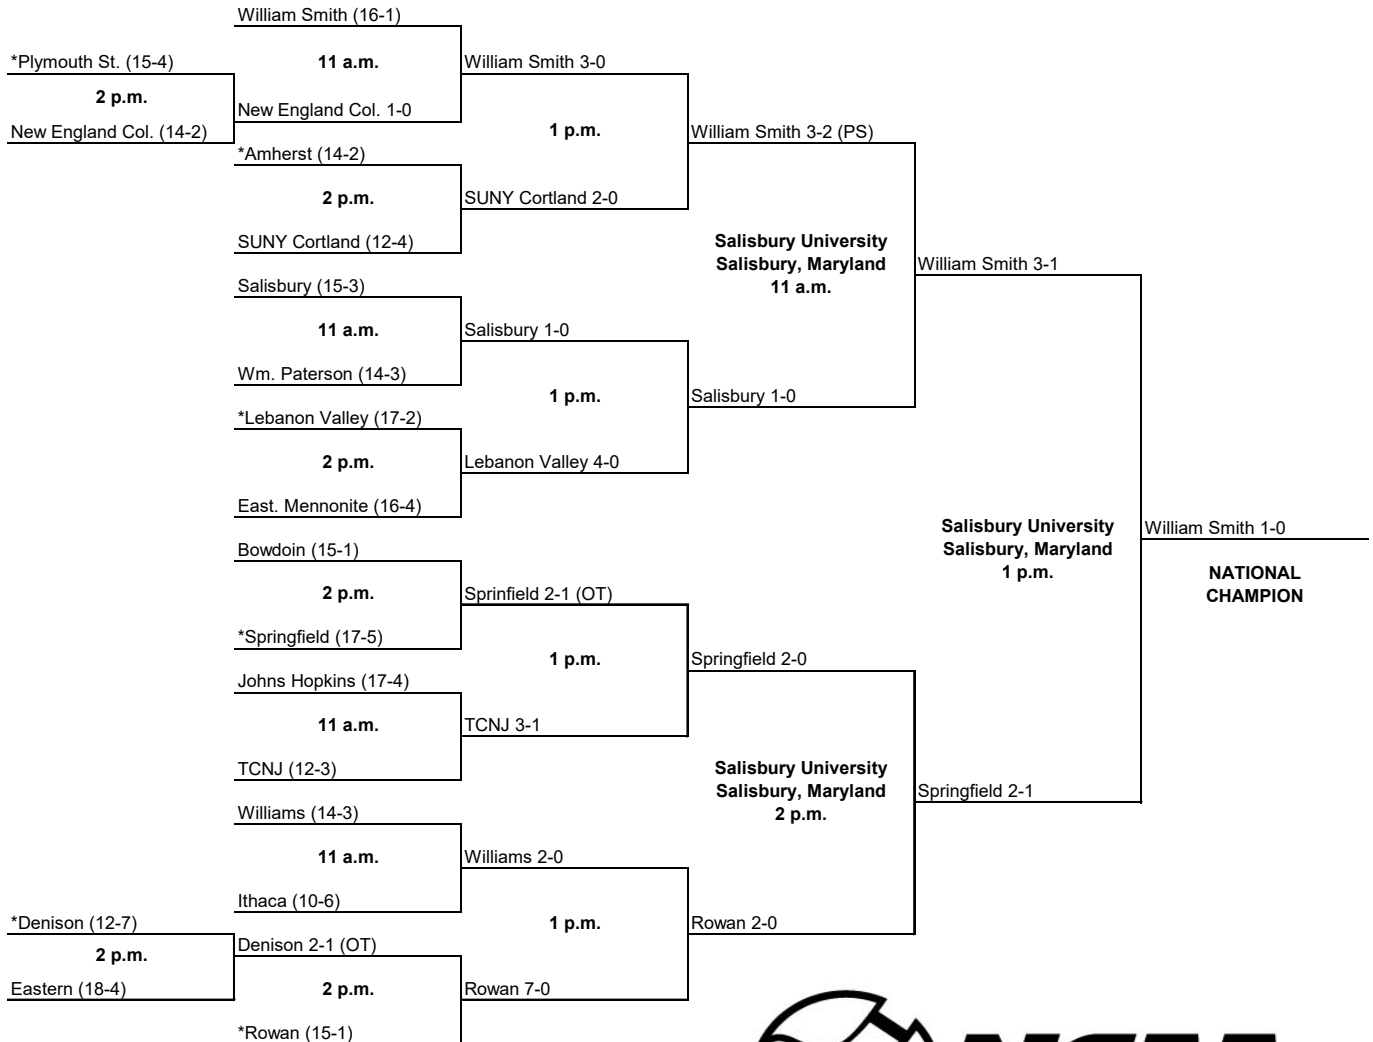 William Smith (16-1)
*Plymouth St. (15-4)
11 a.m.
William Smith 3-0
2 p.m.
New England Col. 1-0
New England Col. (14-2)
1 p.m.
William Smith 3-2 (PS)
*Amherst (14-2)
2 p.m.
SUNY Cortland 2-0
SUNY Cortland (12-4)
Salisbury University
Salisbury, Maryland
11 a.m.
William Smith 3-1
Salisbury (15-3)
11 a.m.
Salisbury 1-0
Wm. Paterson (14-3)
1 p.m.
Salisbury 1-0
*Lebanon Valley (17-2)
2 p.m.
Lebanon Valley 4-0
East. Mennonite (16-4)
Salisbury University
Salisbury, Maryland
1 p.m.
William Smith 1-0
NATIONAL
CHAMPION
Bowdoin (15-1)
2 p.m.
Sprinfield 2-1 (OT)
*Springfield (17-5)
1 p.m.
Springfield 2-0
Johns Hopkins (17-4)
11 a.m.
TCNJ 3-1
TCNJ (12-3)
Salisbury University
Salisbury, Maryland
2 p.m.
Springfield 2-1
Williams (14-3)
11 a.m.
Williams 2-0
Ithaca (10-6)
*Denison (12-7)
1 p.m.
Rowan 2-0
2 p.m.
Denison 2-1 (OT)
Eastern (18-4)
2 p.m.
Rowan 7-0
*Rowan (15-1)